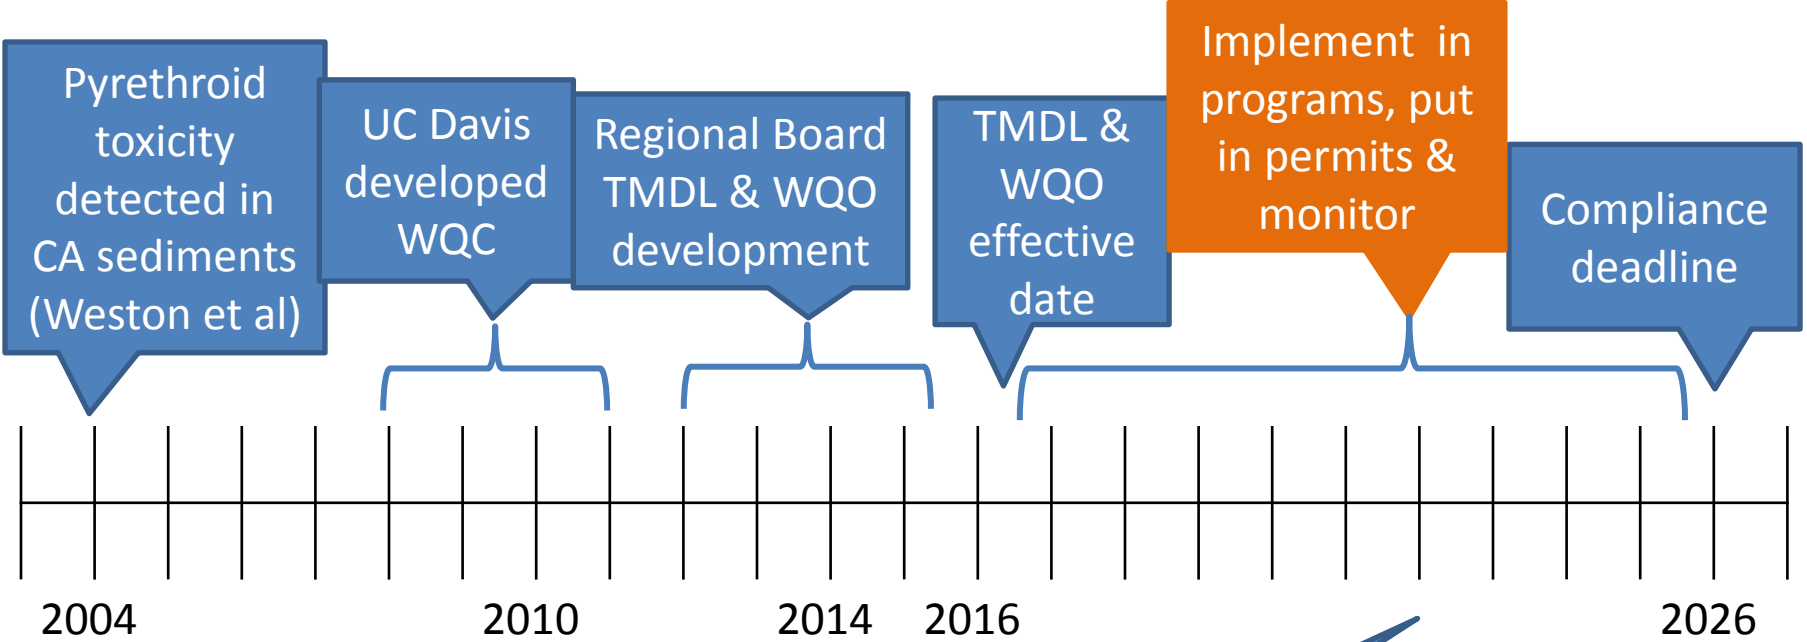 Pyrethroid
toxicity
detected in
CA sediments
(Weston et al)
UC Davis
developed
WQC
Regional Board
TMDL & WQO
development
TMDL &
WQO
effective
date
Implement in
programs, put
in permits &
monitor
Compliance
deadline
2004
2010
2014
2016
2026